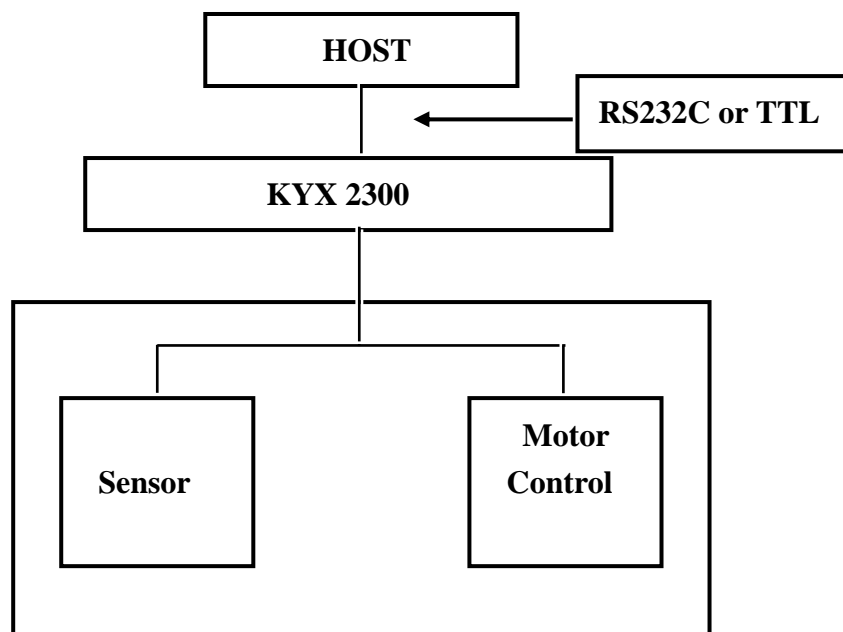 HOST
RS232C or TTL
KYX 2300
Sensor
Motor
Control